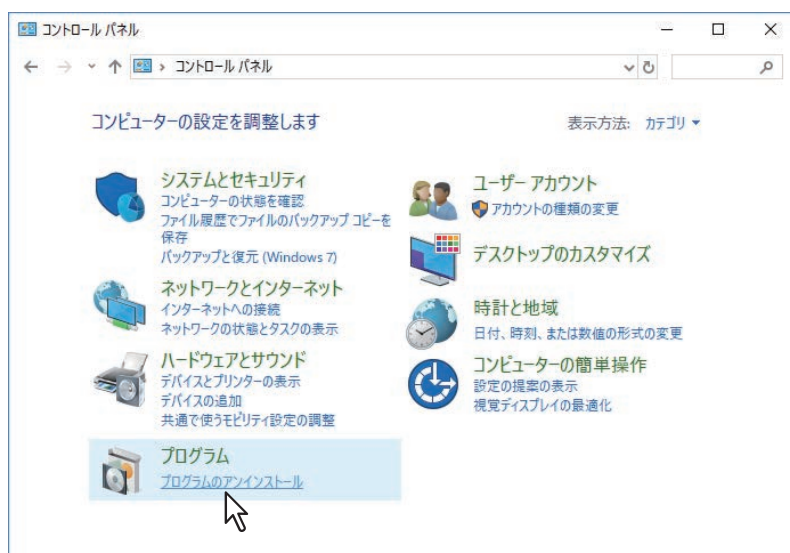 コントロール パネル
コントロール パネル
コンピューターの設定を調整します
表示方法: カテゴリ
システムとセキュリティ
コンピューターの状態を確認
ファイル履歴でファイルのバックアップ コピーを
保存
バックアップと復元 (Windows 7)
ネットワークとインターネット
インターネットへの接続
ネットワークの状態とタスクの表示
ハードウェアとサウンド
デバイスとプリンターの表示
デバイスの追加
共通で使うモビリティ設定の調整
プログラム
プログラムのアンインストール
ユーザー アカウント
アカウントの種類の変更
デスクトップのカスタマイズ
時計と地域
日付、時刻、または数値の形式の変更
コンピューターの簡単操作
設定の提案の表示
視覚ディスプレイの最適化